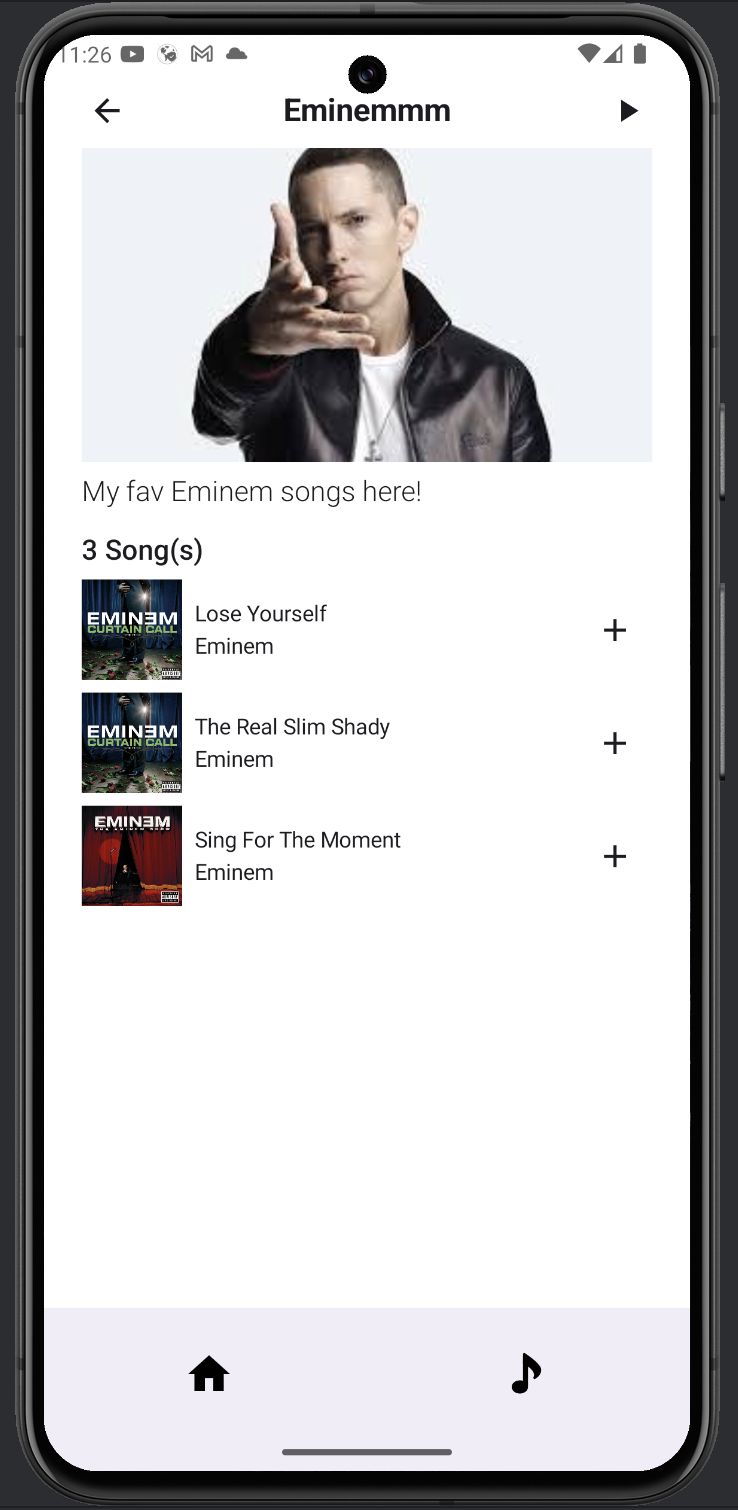 11:26
Eminemmm
My fav Eminem songs here!
3 Song(s)
EMINƎM
CURTAIN CALL
Lose Yourself
Eminem
EMINƎM
CURTAIN CALL
The Real Slim Shady
Eminem
EMINƎM
THE EMINEM SHOW
Sing For The Moment
Eminem